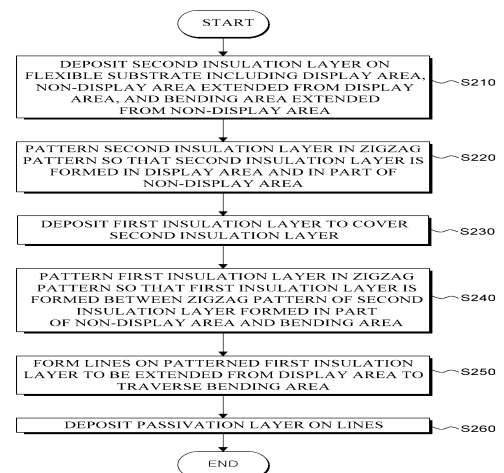 START
DEPOSIT SECOND INSULATION LAYER ON
FLEXIBLE SUBSTRATE INCLUDING DISPLAY AREA,
NON-DISPLAY AREA EXTENDED FROM DISPLAY
AREA, AND BENDING AREA EXTENDED
FROM NON-DISPLAY AREA
S210
PATTERN SECOND INSULATION LAYER IN ZIGZAG
PATTERN SO THAT SECOND INSULATION LAYER IS
FORMED IN DISPLAY AREA AND IN PART OF
NON-DISPLAY AREA
S220
DEPOSIT FIRST INSULATION LAYER TO COVER
SECOND INSULATION LAYER
S230
PATTERN FIRST INSULATION LAYER IN ZIGZAG
PATTERN SO THAT FIRST INSULATION LAYER IS
FORMED BETWEEN ZIGZAG PATTERN OF SECOND
INSULATION LAYER FORMED IN PART
OF NON-DISPLAY AREA AND BENDING AREA
S240
FORM LINES ON PATTERNED FIRST INSULATION
LAYER TO BE EXTENDED FROM DISPLAY AREA TO
TRAVERSE BENDING AREA
S250
DEPOSIT PASSIVATION LAYER ON LINES
S260
END